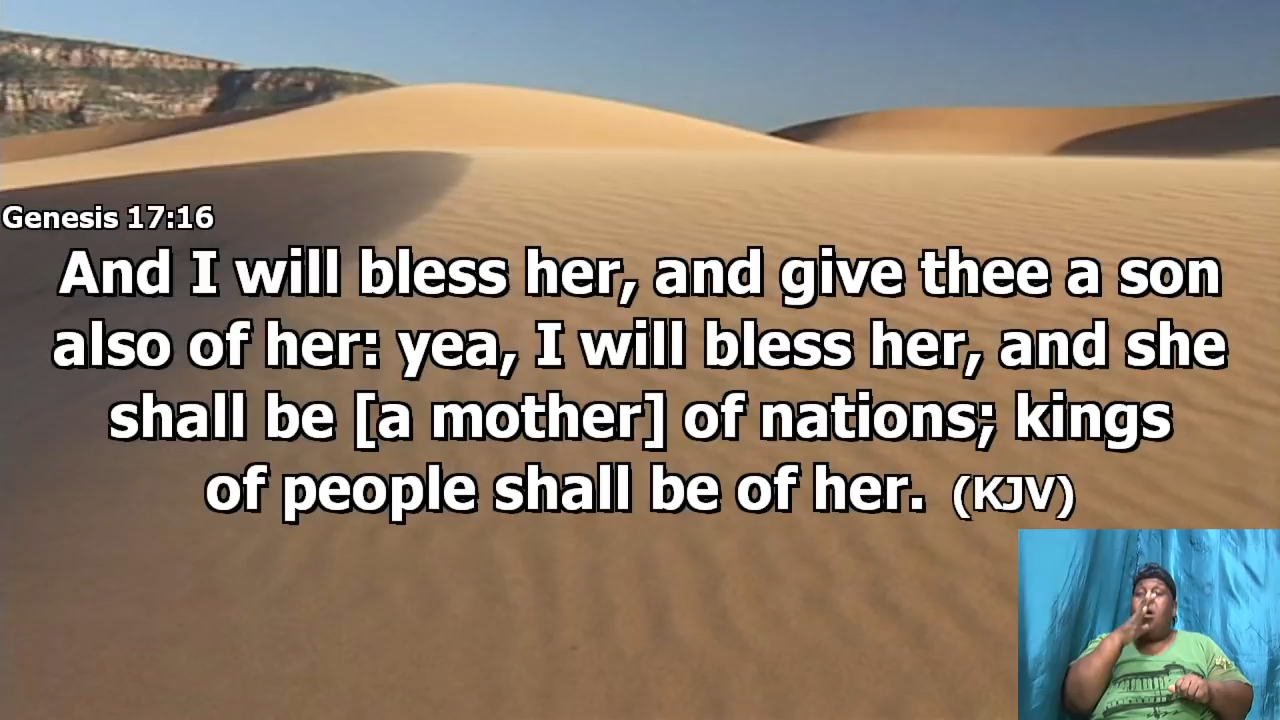 Genesis 17:16
And I will bless her, and give thee a son
also of her: yea, I will bless her, and she
shall be [a mother] of nations; kings
of people shall be of her. (KJV)